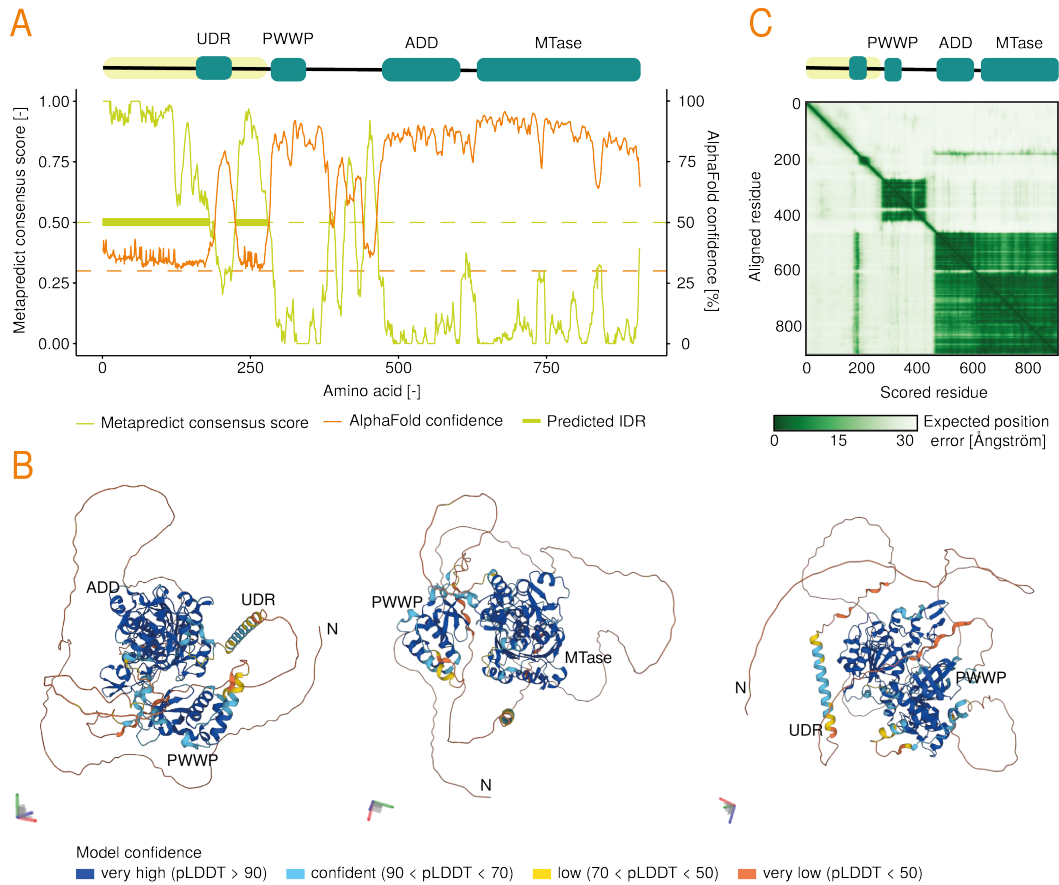 A
UDR
PWWP
ADD
MTase
Metapredict consensus score [-]
1.00
0.75
0.50
0.25
0.00
100
75
50
25
0
AlphaFold confidence [%]
0
250
500
750
Amino acid [-]
Metapredict consensus score
AlphaFold confidence
Predicted IDR
C
PWWP
ADD
MTase
Aligned residue
0
200
400
600
800
0
200
400
600
800
Scored residue
0
15
30
Expected position
error [Ångström]
B
ADD
UDR
N
PWWP
PWWP
MTase
N
N
PWWP
UDR
Model confidence
very high (pLDDT > 90)
confident (90 < pLDDT < 70)
low (70 < pLDDT < 50)
very low (pLDDT < 50)